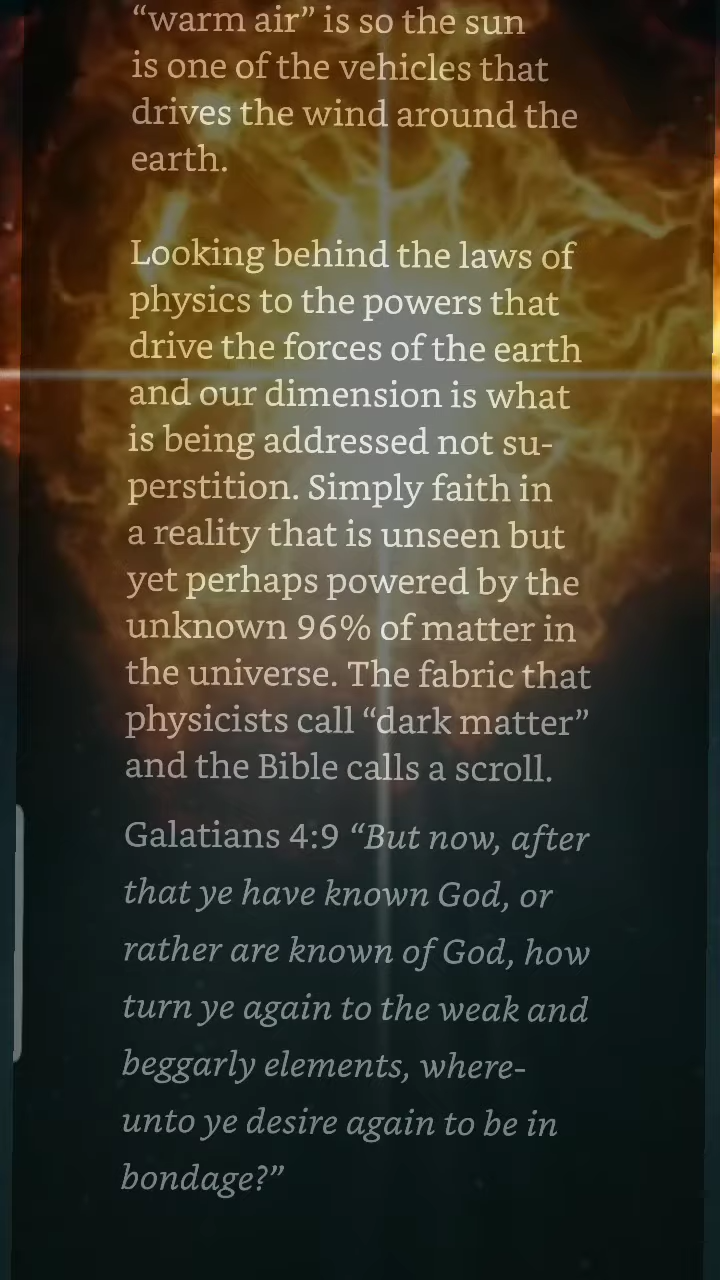 “warm air” is so the sun
is one of the vehicles that
drives the wind around the
earth.
Looking behind the laws of
physics to the powers that
drive the forces of the earth
and our dimension is what
is being addressed not su-
perstition. Simply faith in
a reality that is unseen but
yet perhaps powered by the
unknown 96% of matter in
the universe. The fabric that
physicists call “dark matter”
and the Bible calls a scroll.
Galatians 4:9 “But now, after
that ye have known God, or
rather are known of God, how
turn ye again to the weak and
beggarly elements, where-
unto ye desire again to be in
bondage?”